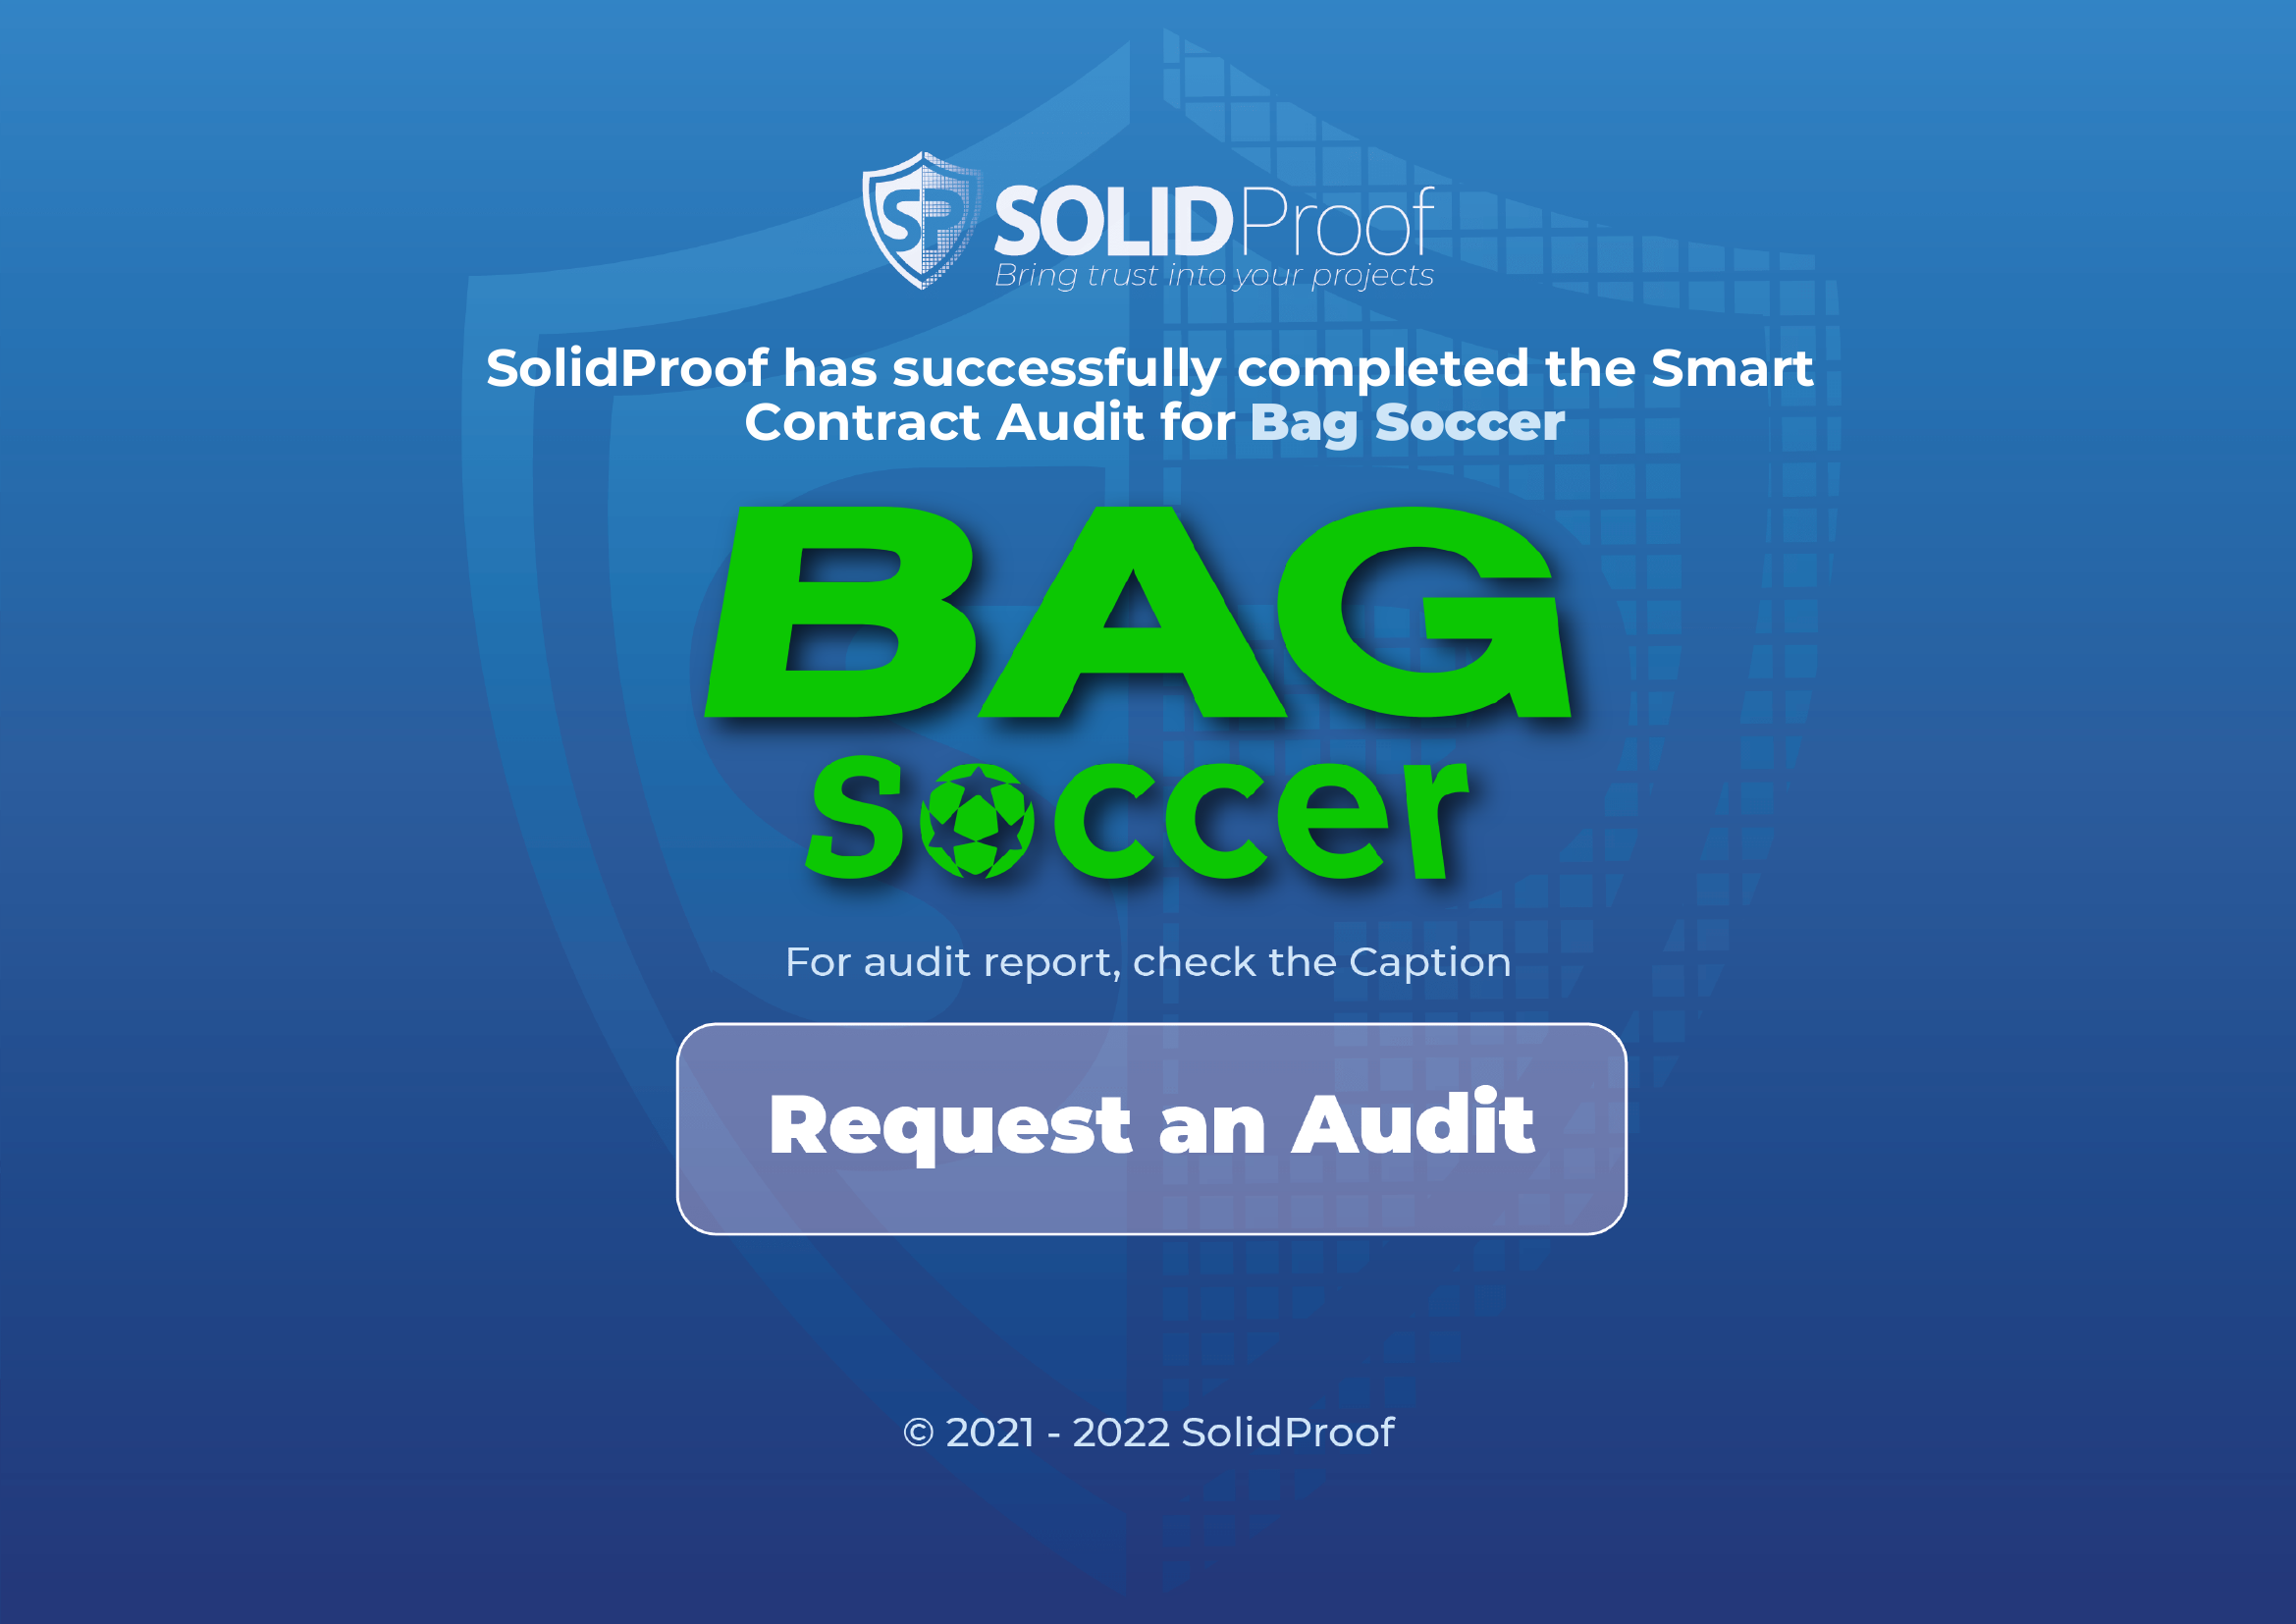 SP SOLIDProof
Bring trust into your projects
SolidProof has successfully completed the Smart
Contract Audit for Bag Soccer
BAG
soccer
For audit report, check the Caption
Request an Audit
© 2021 - 2022 SolidProof